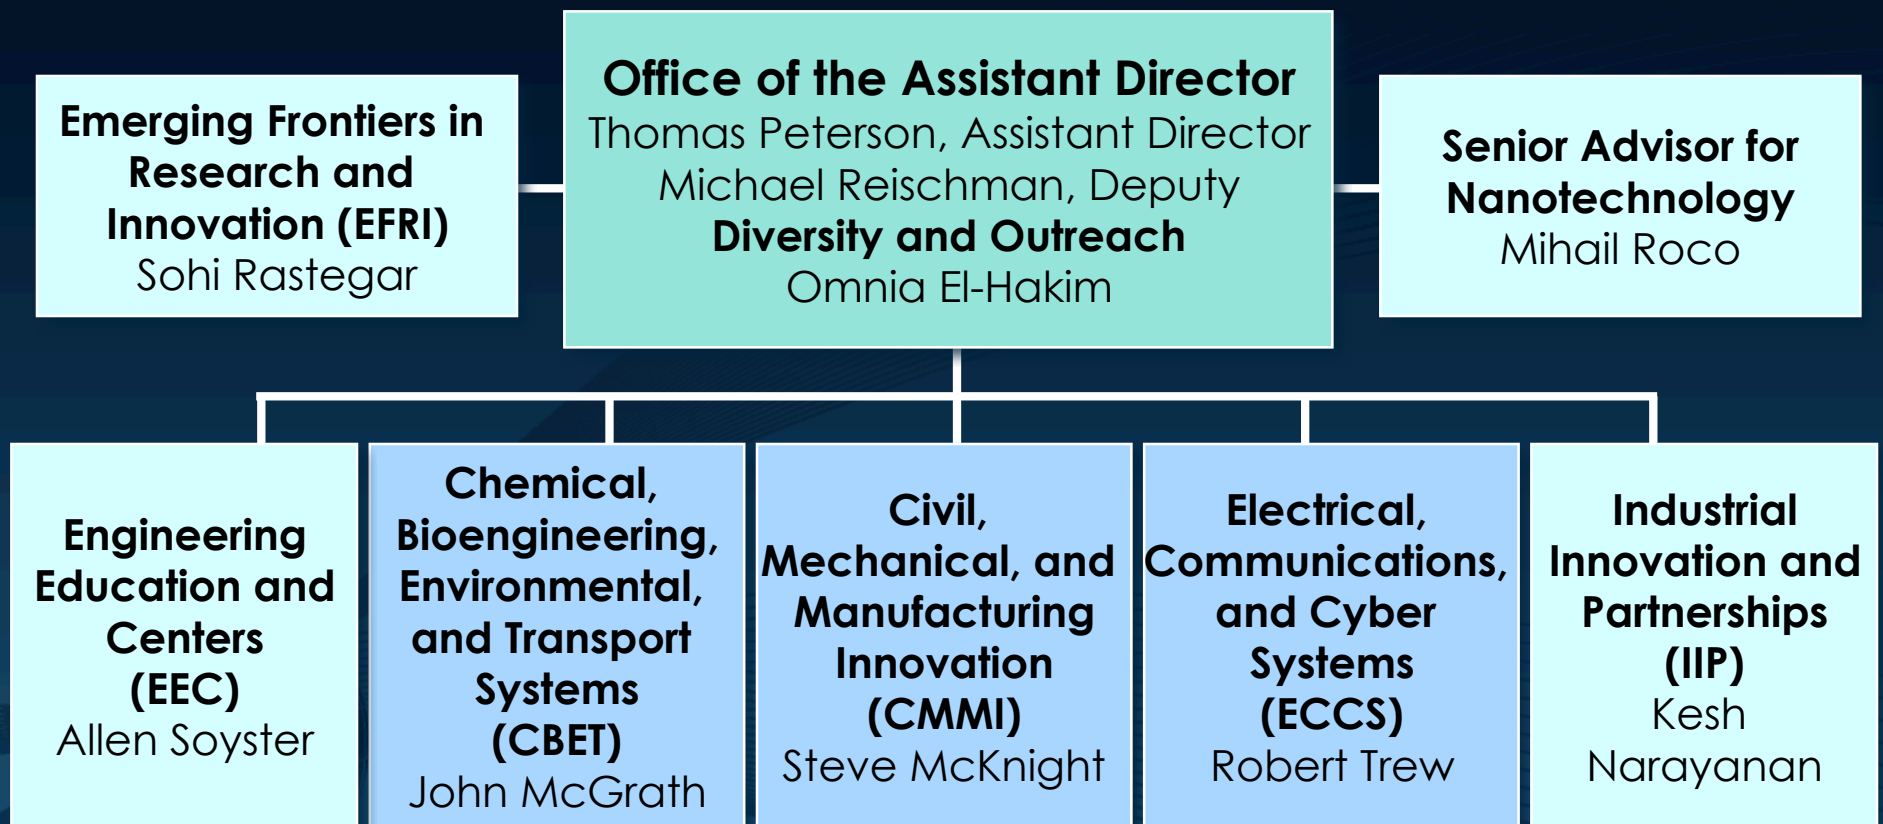 Office of the Assistant Director
Thomas Peterson, Assistant Director
Michael Reischman, Deputy
Diversity and Outreach
Omnia El-Hakim
Emerging Frontiers in
Research and
Innovation (EFRI)
Sohi Rastegar
Senior Advisor for
Nanotechnology
Mihail Roco
Engineering
Education and
Centers
(EEC)
Allen Soyster
Chemical,
Bioengineering,
Environmental,
and Transport
Systems
(CBET)
John McGrath
Civil,
Mechanical, and
Manufacturing
Innovation
(CMMI)
Steve McKnight
Electrical,
Communications,
and Cyber
Systems
(ECCS)
Robert Trew
Industrial
Innovation and
Partnerships
(IIP)
Kesh
Narayanan